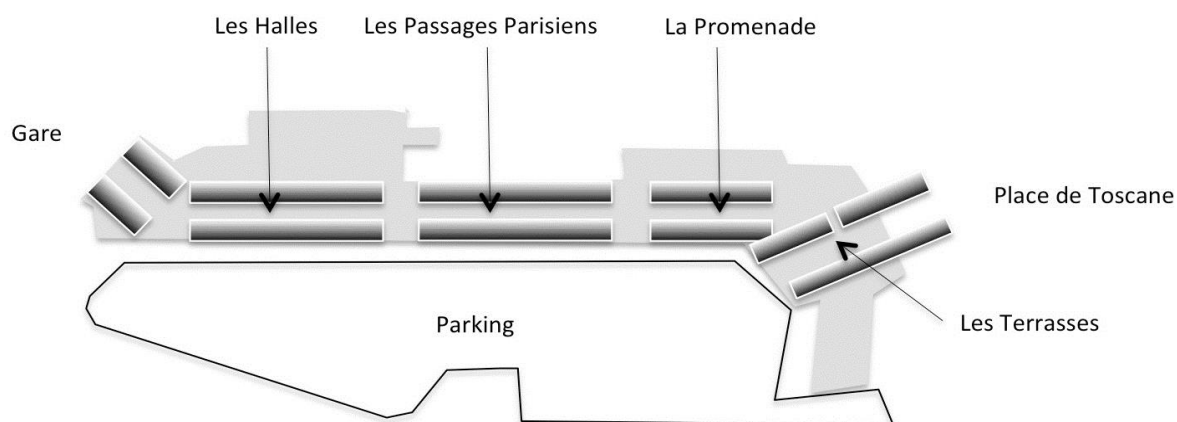 Les Halles
Les Passages Parisiens
La Promenade
Gare
Place de Toscane
Parking
Les Terrasses